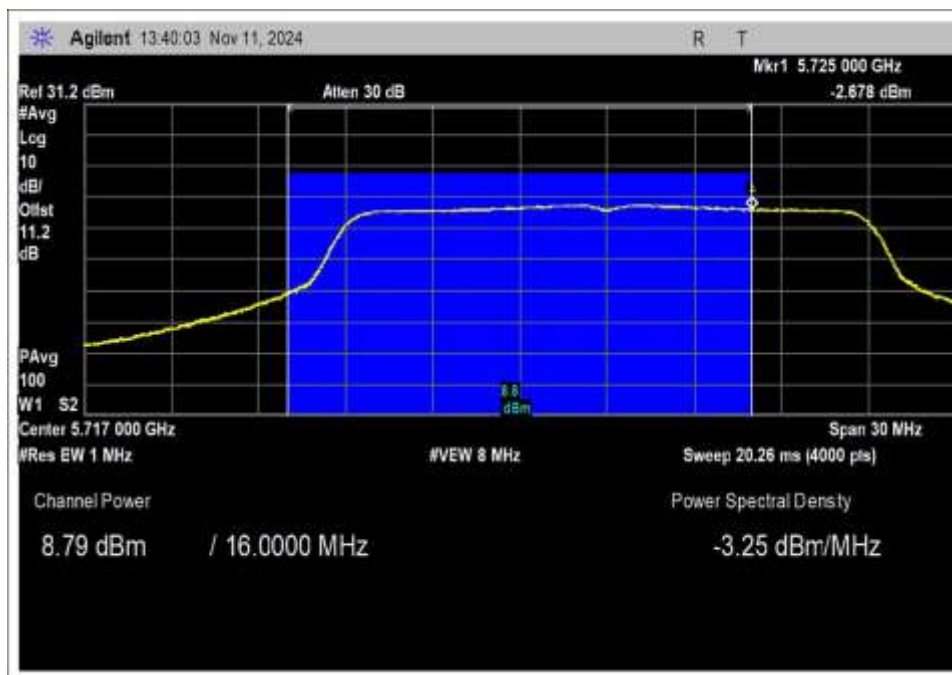 Agilent 13:40:03 Nov 11, 2024 R T
Mkr1 5.725 000 GHz
Ref 31.2 dBm Atten 30 dB -2.678 dBm
#Avg
Log
10
dB/
Offst
11.2
dB
PAvg
100
W1 S2
1
8.8
dBm
Center 5.717 000 GHz Span 30 MHz
#Res BW 1 MHz #VBW 8 MHz Sweep 20.26 ms (4000 pts)
Channel Power Power Spectral Density
8.79 dBm / 16.0000 MHz -3.25 dBm/MHz